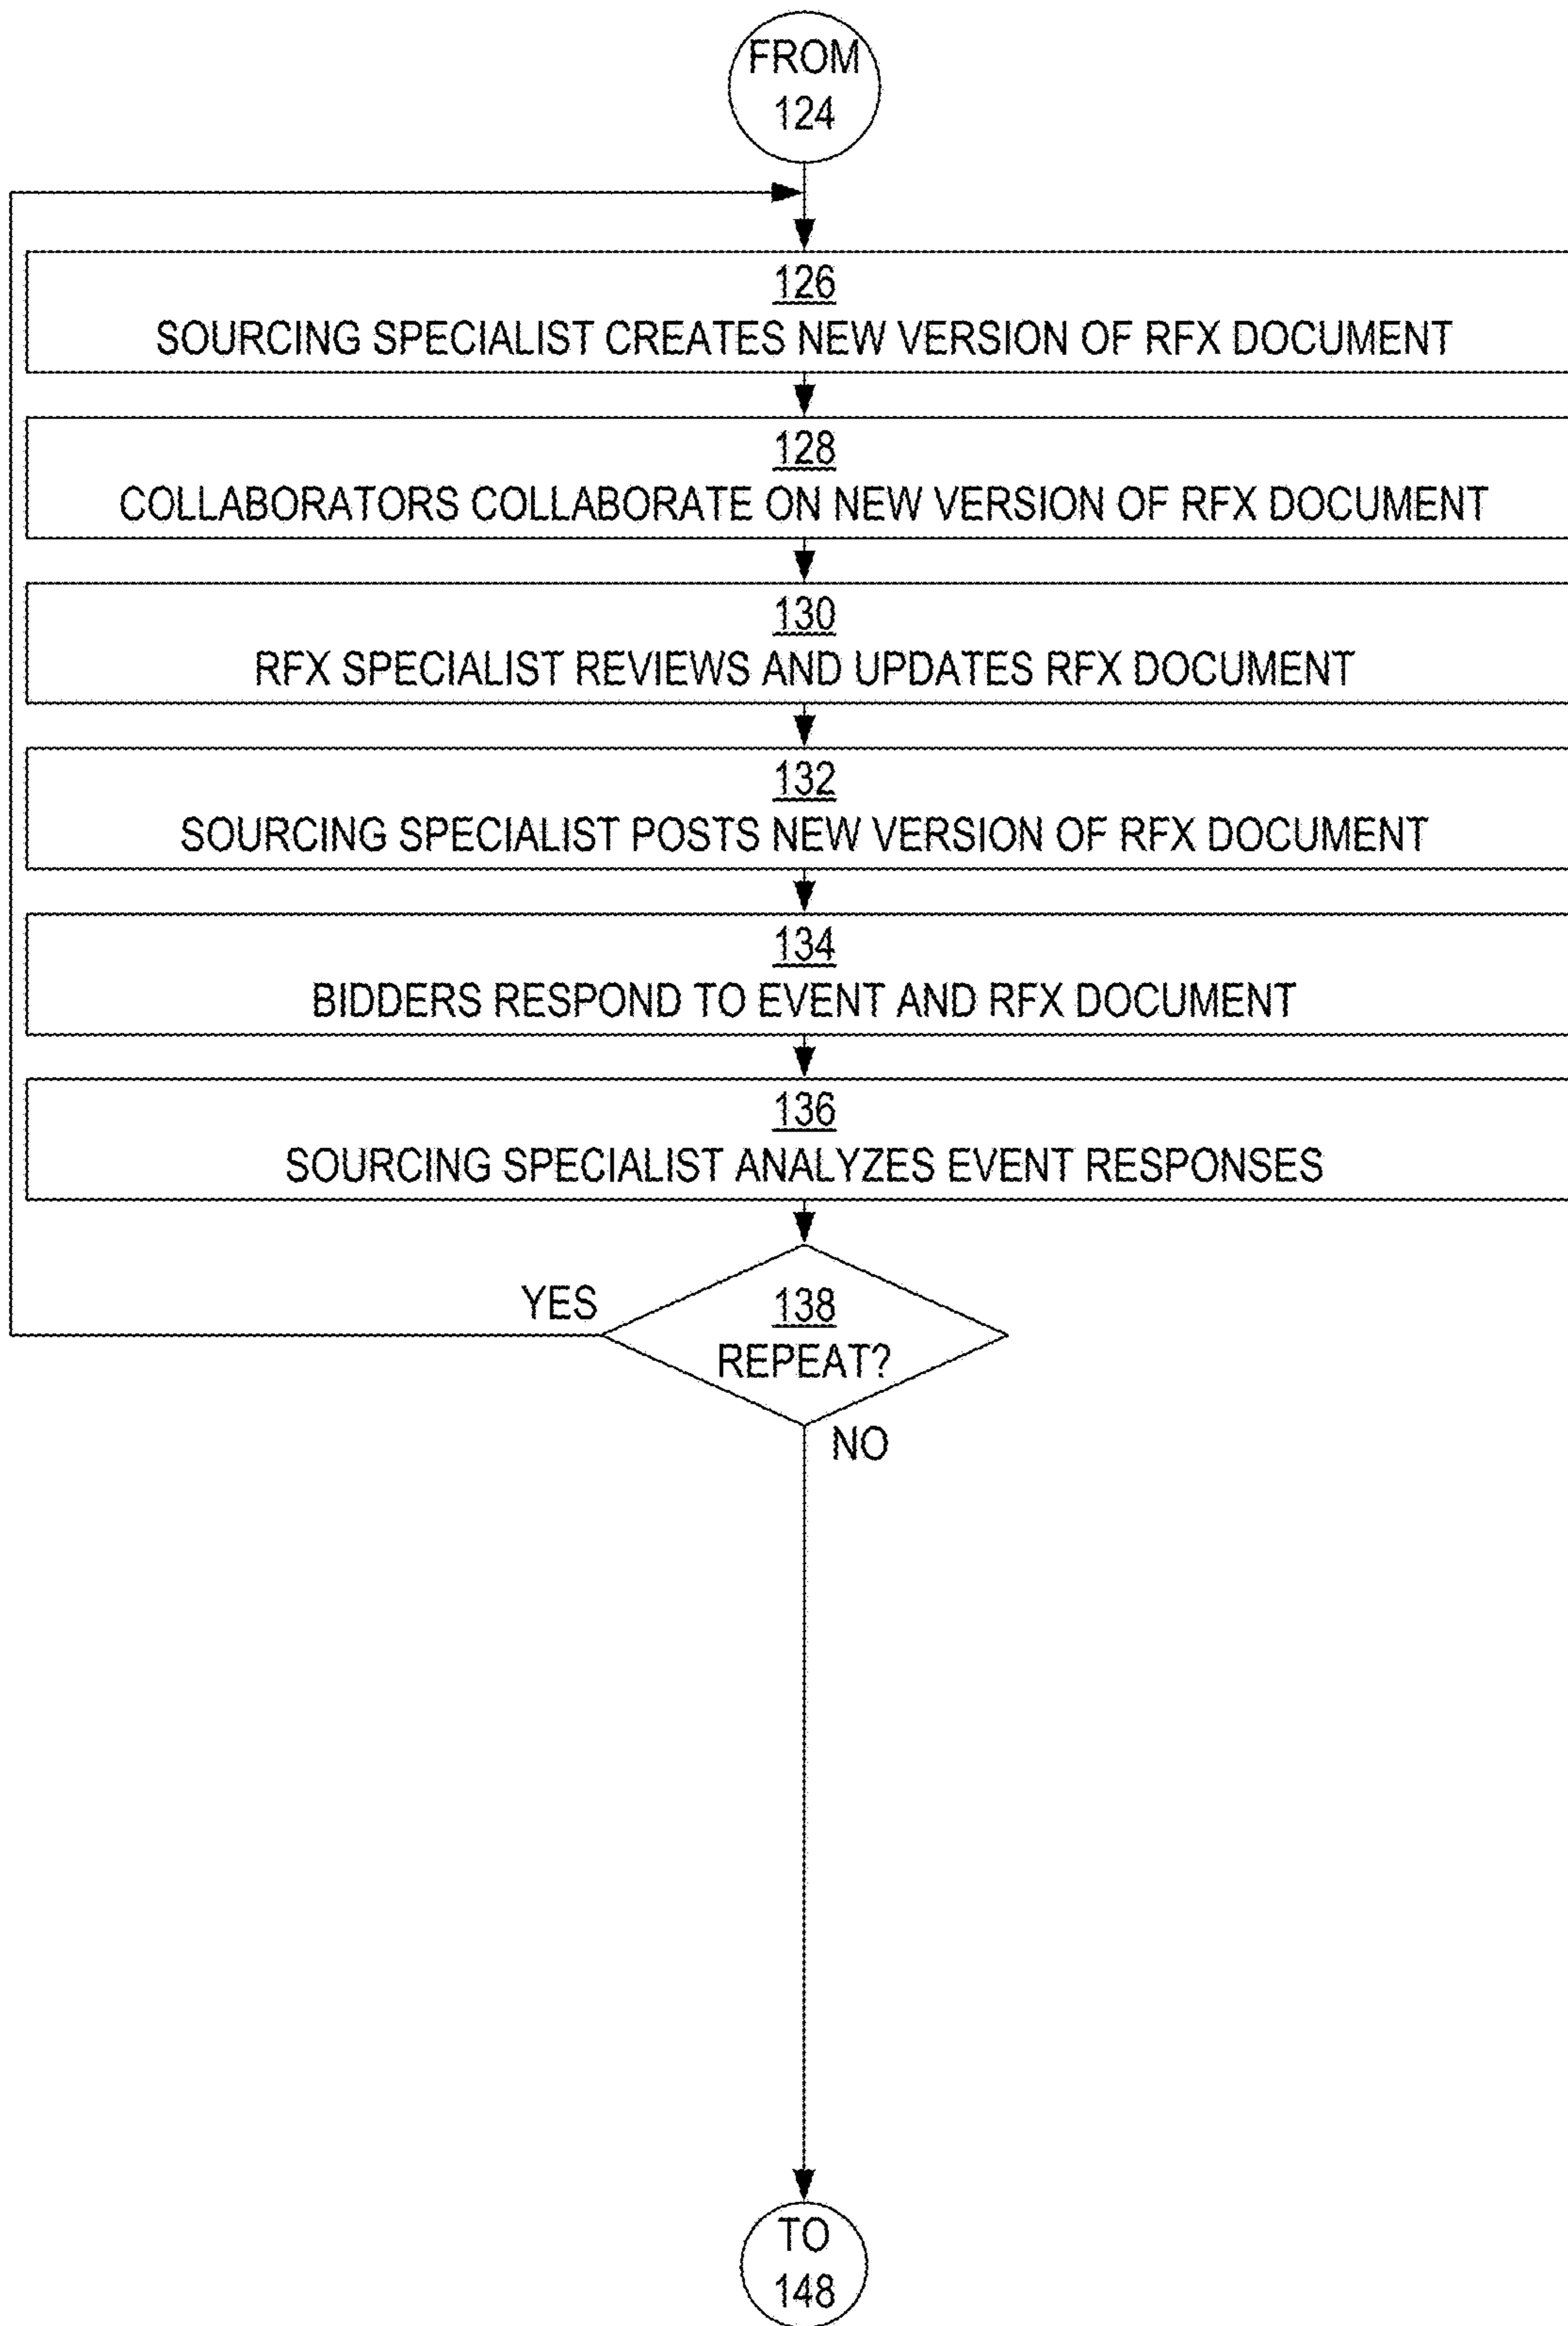 FROM
124
126
SOURCING SPECIALIST CREATES NEW VERSION OF RFX DOCUMENT
128
COLLABORATORS COLLABORATE ON NEW VERSION OF RFX DOCUMENT
130
RFX SPECIALIST REVIEWS AND UPDATES RFX DOCUMENT
132
SOURCING SPECIALIST POSTS NEW VERSION OF RFX DOCUMENT
134
BIDDERS RESPOND TO EVENT AND RFX DOCUMENT
136
SOURCING SPECIALIST ANALYZES EVENT RESPONSES
YES
138
REPEAT?
NO
TO
148